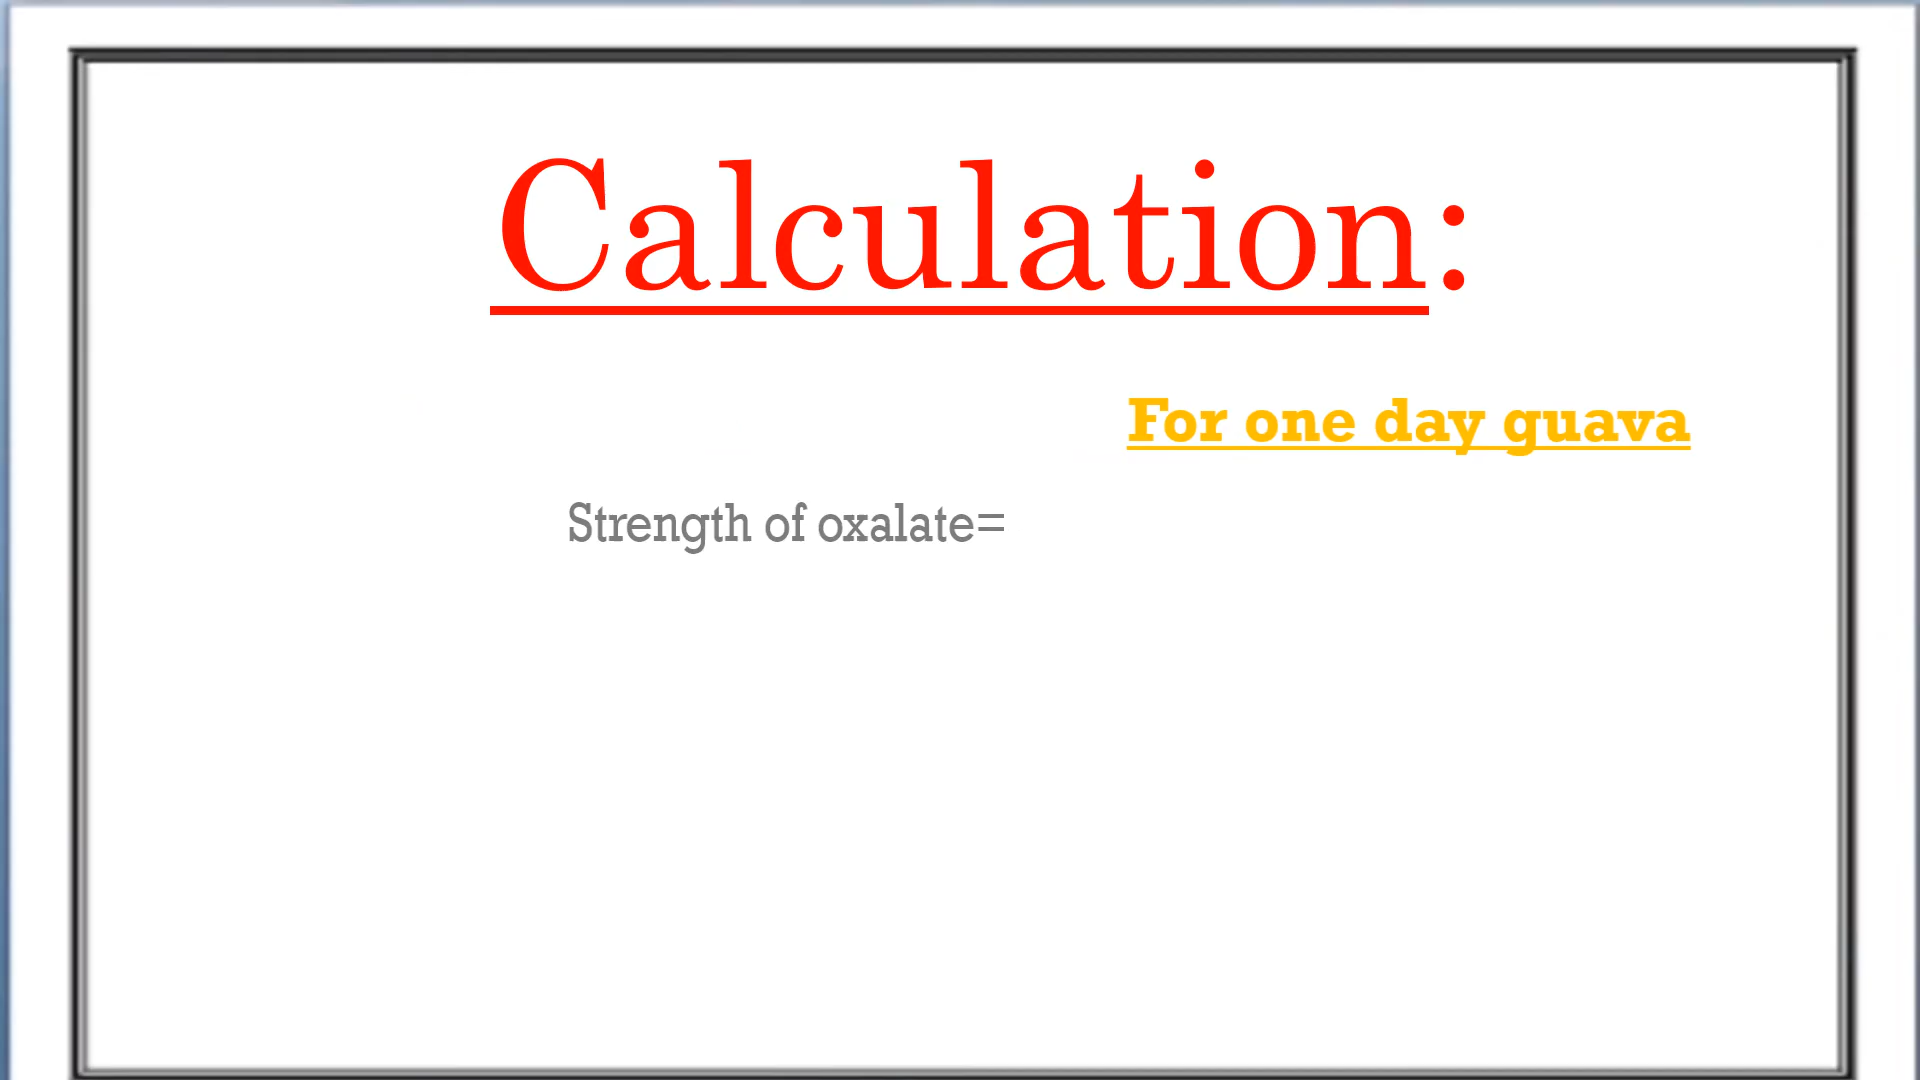 Calculation:
For one day guava
Strength of oxalate=